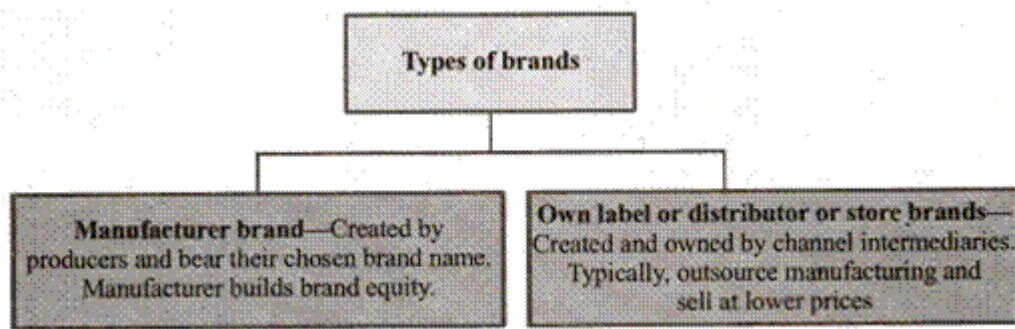 Types of brands
Manufacturer brand—Created by
producers and bear their chosen brand name.
Manufacturer builds brand equity.
Own label or distributor or store brands—
Created and owned by channel intermediaries.
Typically, outsource manufacturing and
sell at lower prices